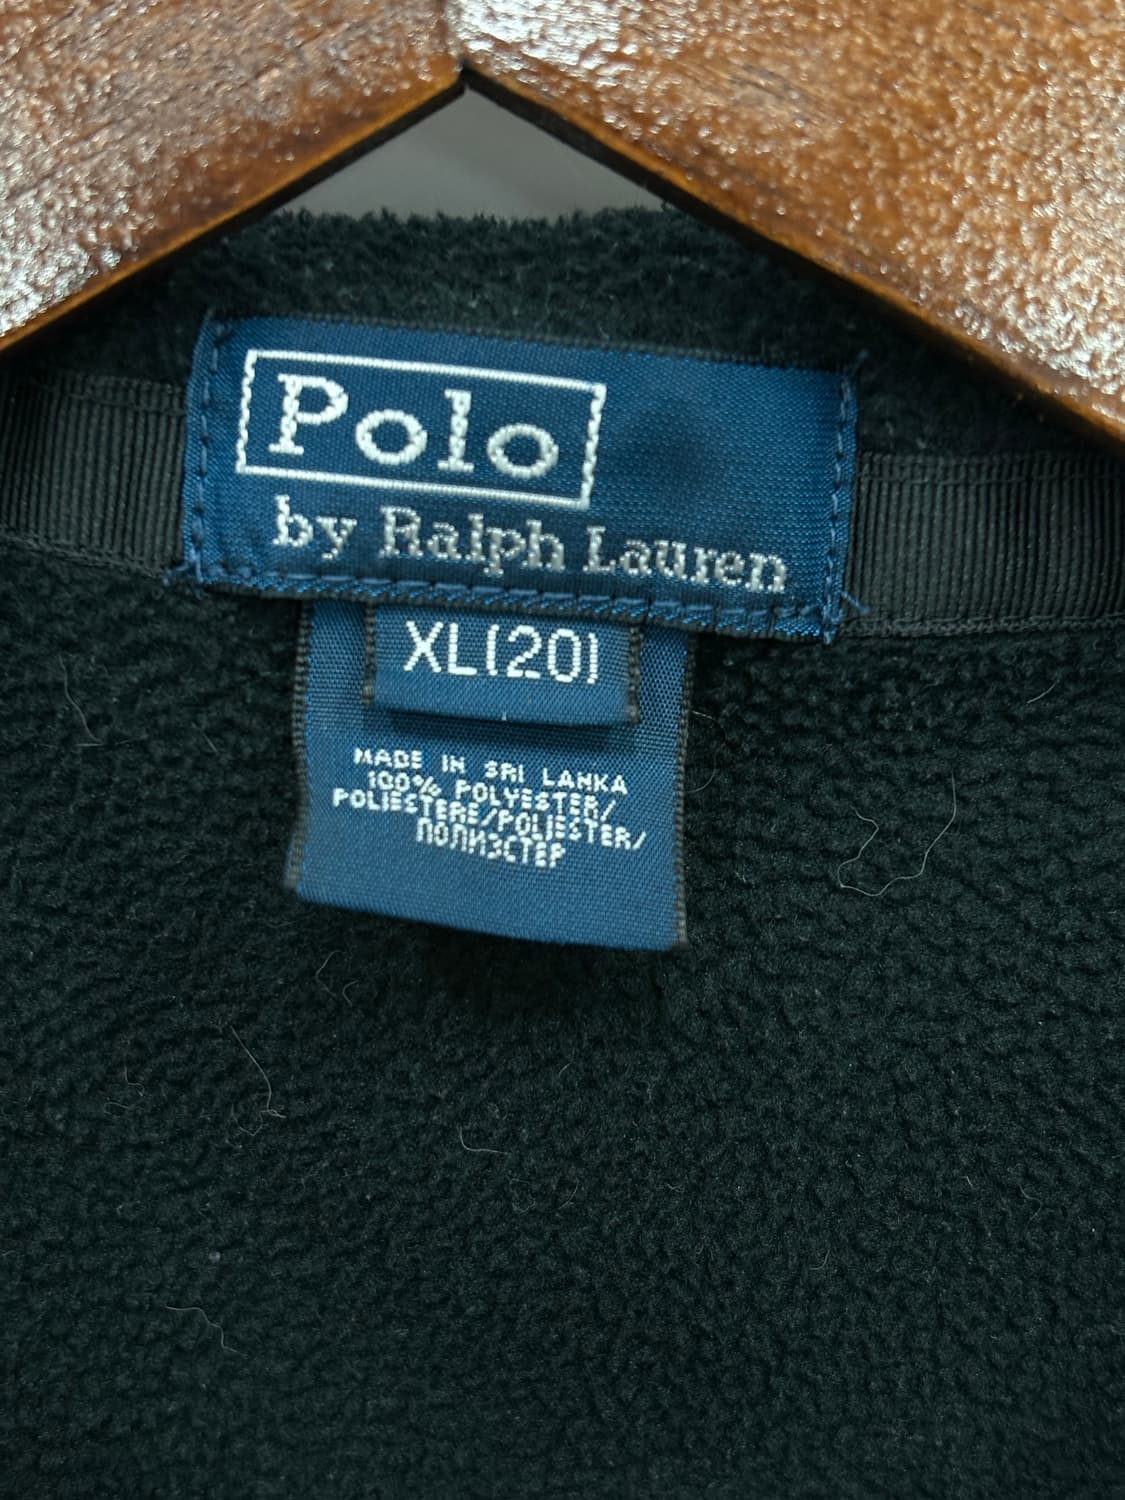 Polo
by Ralph Lauren
XL(20)
MADE IN SRI LANKA
100% POLYESTER/
POLIESTERE/POLIESTER/
ПОЛИЭСТЕР